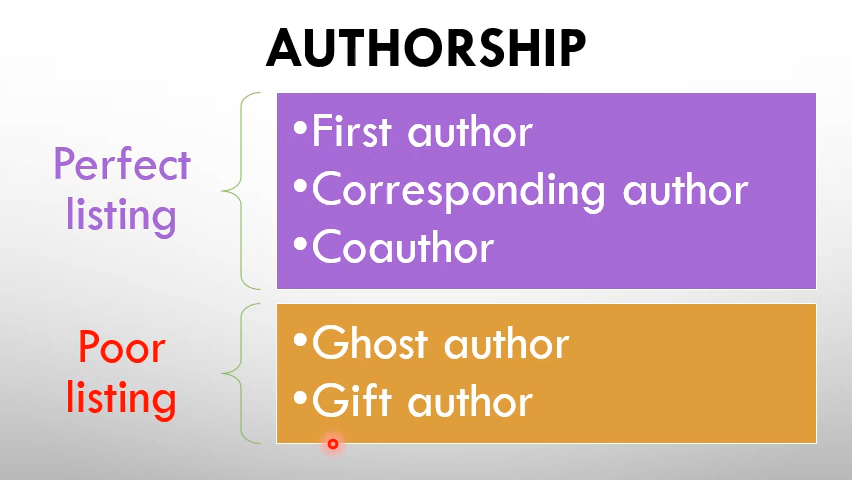 AUTHORSHIP
Perfect
listing
•First author
•Corresponding author
•Coauthor
Poor
listing
•Ghost author
•Gift author